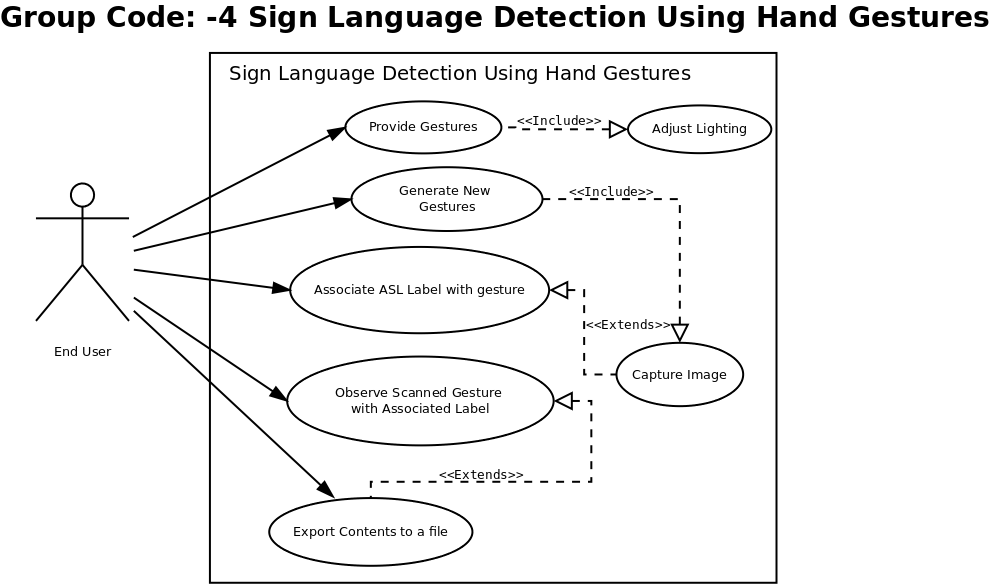 Group Code: -4 Sign Language Detection Using Hand Gestures
Sign Language Detection Using Hand Gestures
Provide Gestures
<<Include>>
Adjust Lighting
Generate New
Gestures
<<Include>>
Associate ASL Label with gesture
<<Extends>>
End User
Capture Image
Observe Scanned Gesture
with Associated Label
<<Extends>>
Export Contents to a file